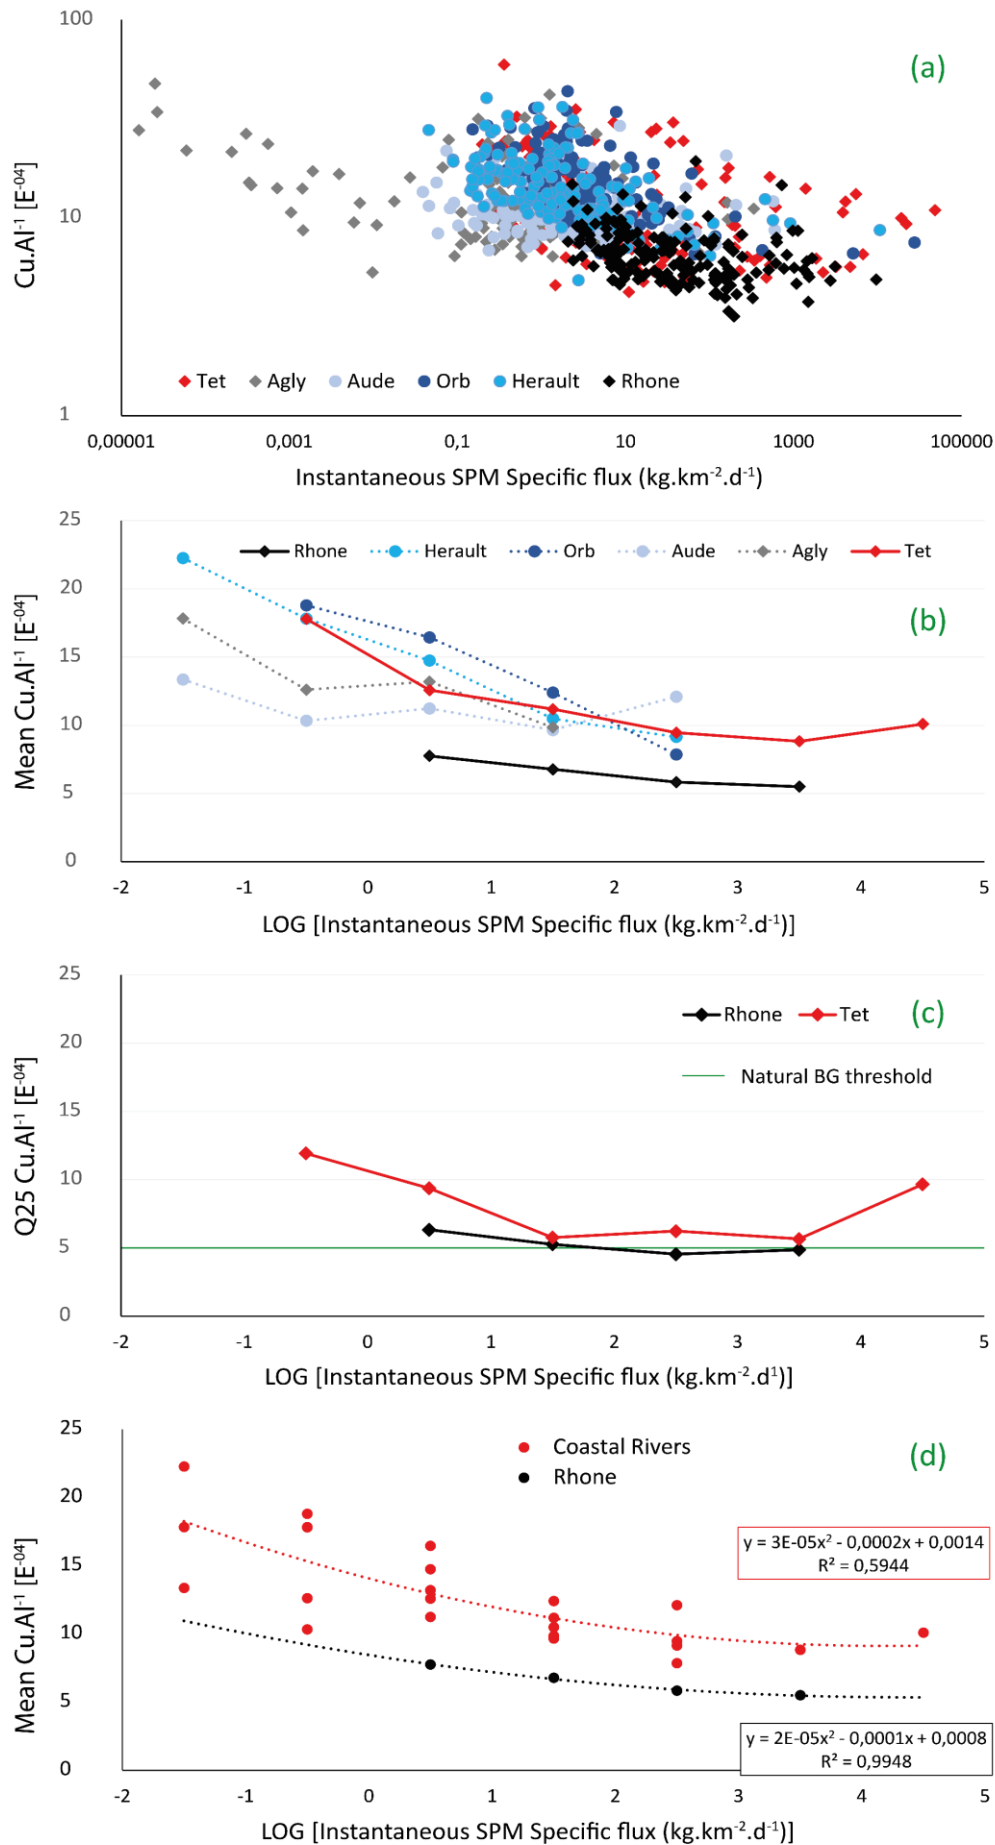 100
(a)
Cu.Al⁻¹ [E⁻⁰⁴]
10
Tet Agly Aude Orb Herault Rhone
1
0,00001 0,001 0,1 10 1000 100000
Instantaneous SPM Specific flux (kg.km⁻².d⁻¹)
25
Rhone Herault Orb Aude Agly Tet
20
(b)
Mean Cu.Al⁻¹ [E⁻⁰⁴]
15
10
5
0
-2 -1 0 1 2 3 4 5
LOG [Instantaneous SPM Specific flux (kg.km⁻².d⁻¹)]
25
Rhone Tet
(c)
20
Natural BG threshold
Q25 Cu.Al⁻¹ [E⁻⁰⁴]
15
10
5
0
-2 -1 0 1 2 3 4 5
LOG [Instantaneous SPM Specific flux (kg.km⁻².d¹)]
25
Coastal Rivers
(d)
Rhone
20
Mean Cu.Al⁻¹ [E⁻⁰⁴]
y = 3E-05x² - 0,0002x + 0,0014
R² = 0,5944
15
10
5
y = 2E-05x² - 0,0001x + 0,0008
R² = 0,9948
0
-2 -1 0 1 2 3 4 5
LOG [Instantaneous SPM Specific flux (kg.km⁻².d⁻¹)]